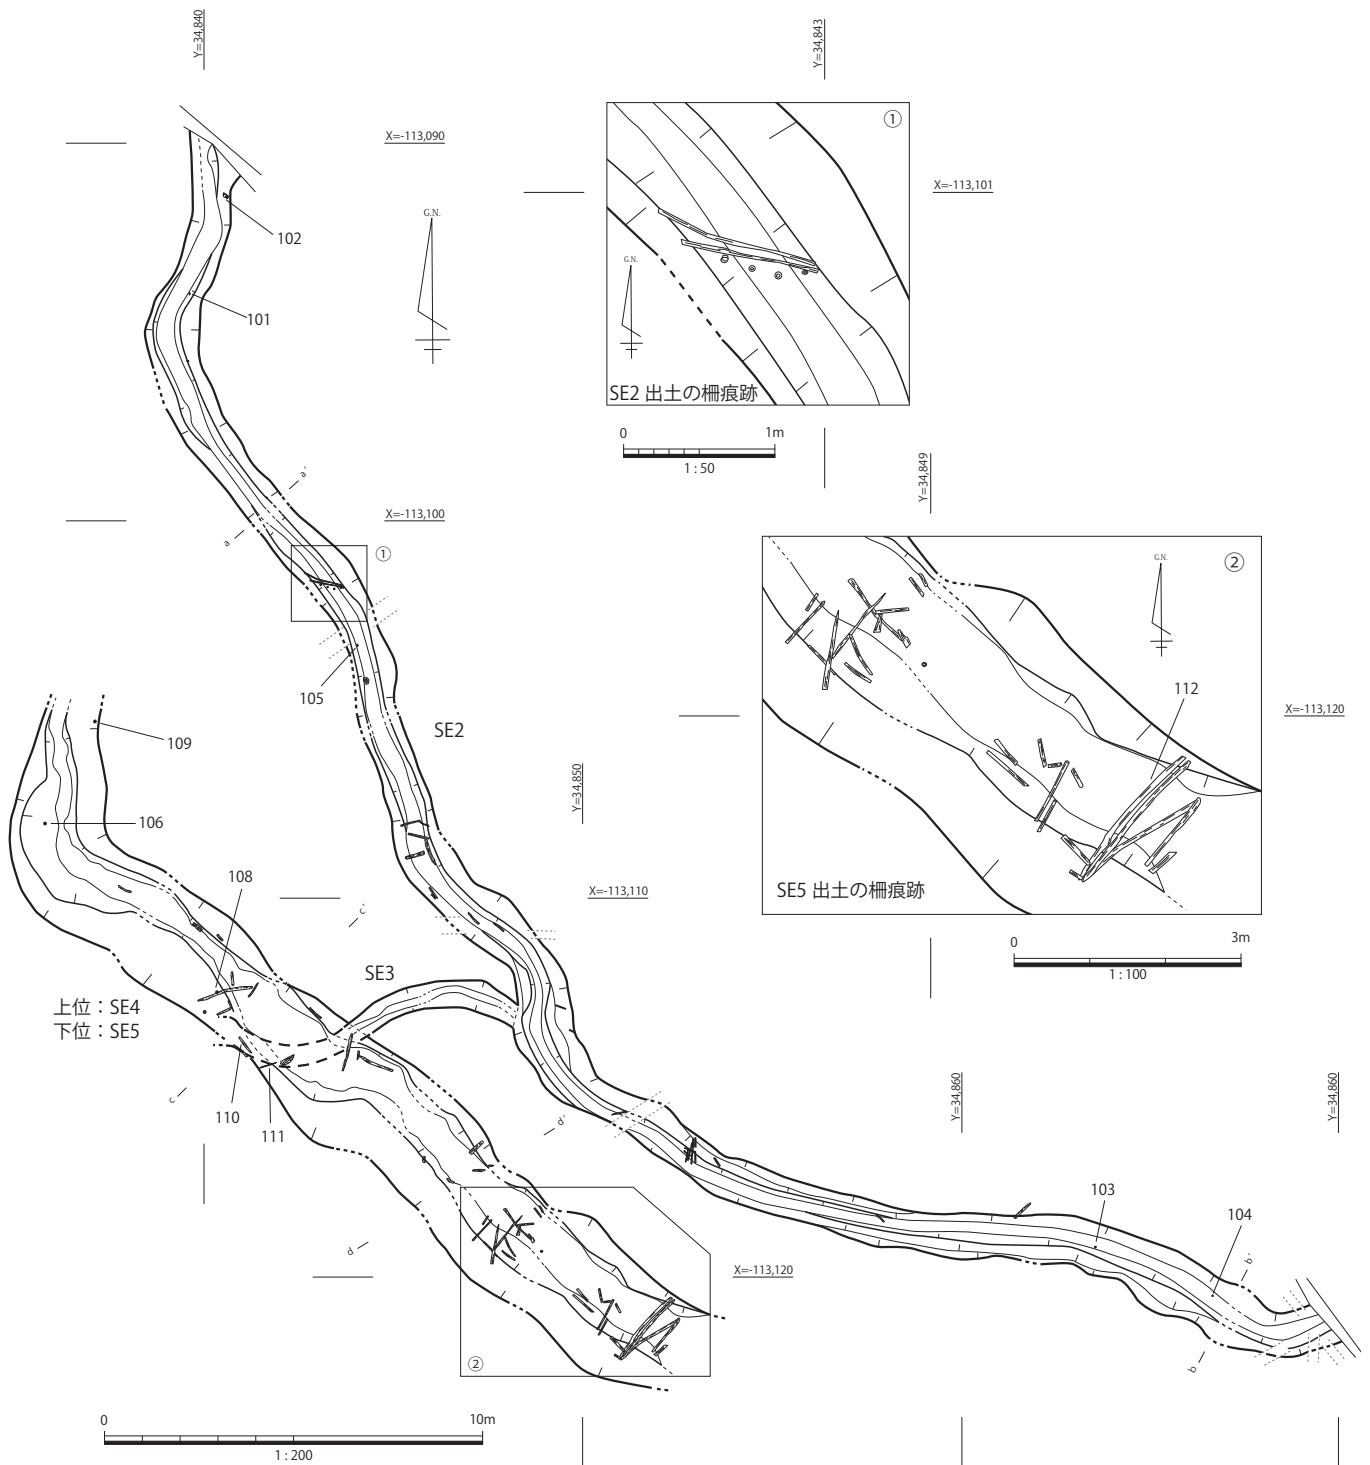 Y=34,840
Y=34,843
①
X=-113,090
X=-113,101
102
G.N.
G.N.
101
SE2 出土の柵痕跡
0 1m
1 : 50
Y=34,849
a'
X=-113,100
a
①
②
G.N.
105
112
X=-113,120
SE2
109
Y=34,850
106
108
X=-113,110
SE5 出土の柵痕跡
c'
0 3m
1 : 100
SE3
上位：SE4
下位：SE5
Y=34,860
Y=34,860
c
110
111
d'
103
104
d
X=-113,120
b'
②
b
0 10m
1 : 200